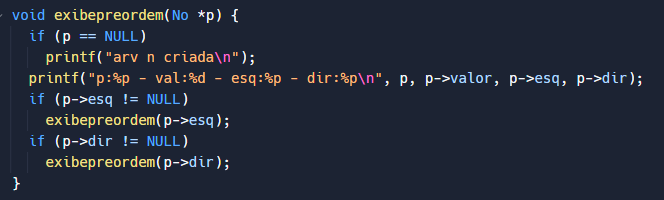 void exibepreordem(No *p) {
  if (p == NULL)
    printf("arv n criada\n");
  printf("p:%p - val:%d - esq:%p - dir:%p\n", p, p->valor, p->esq, p->dir);
  if (p->esq != NULL)
    exibepreordem(p->esq);
  if (p->dir != NULL)
    exibepreordem(p->dir);
}